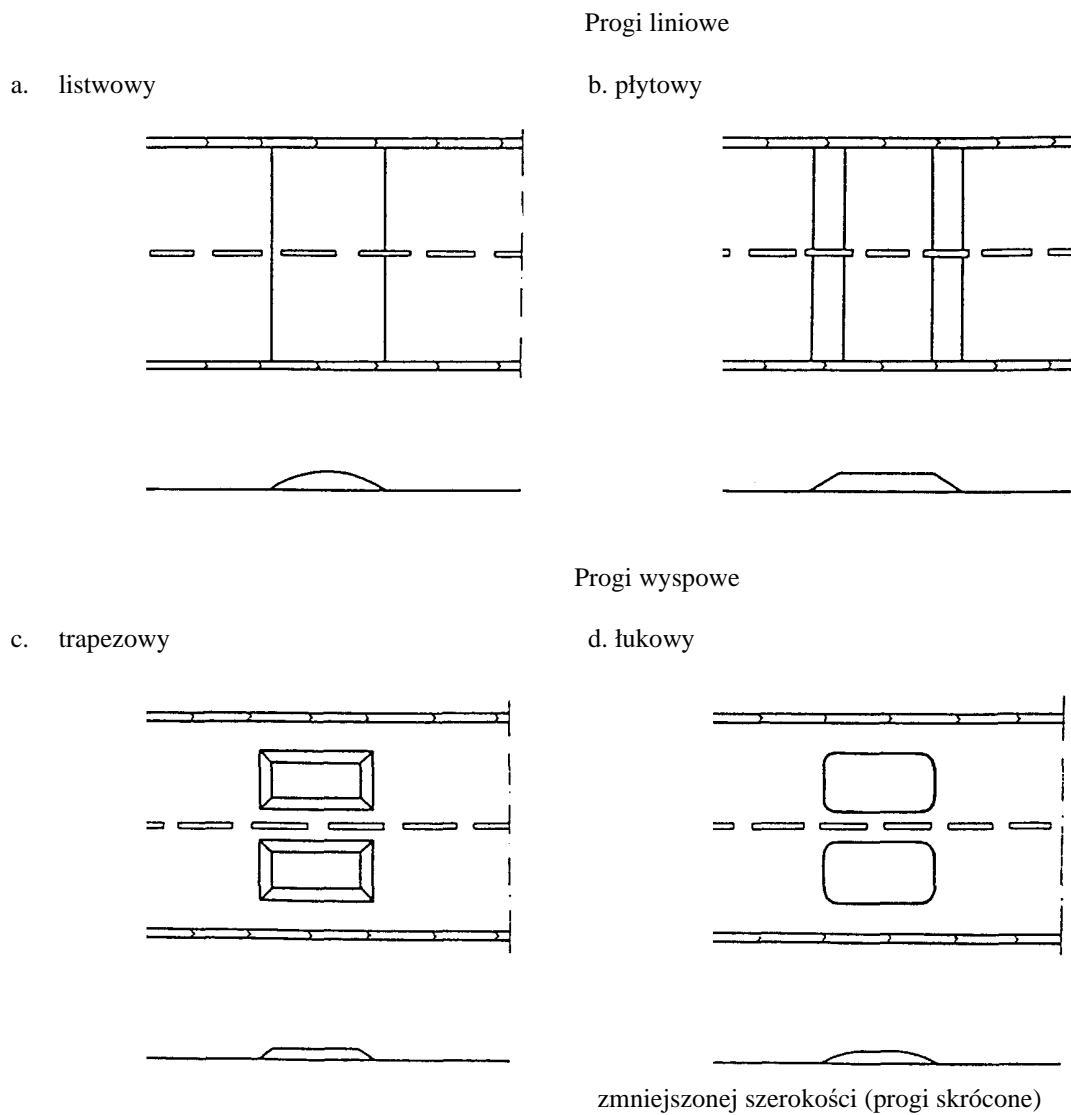 Progi liniowe
a. listwowy b. płytowy
Progi wyspowe
c. trapezowy d. łukowy
zmniejszonej szerokości (progi skrócone)